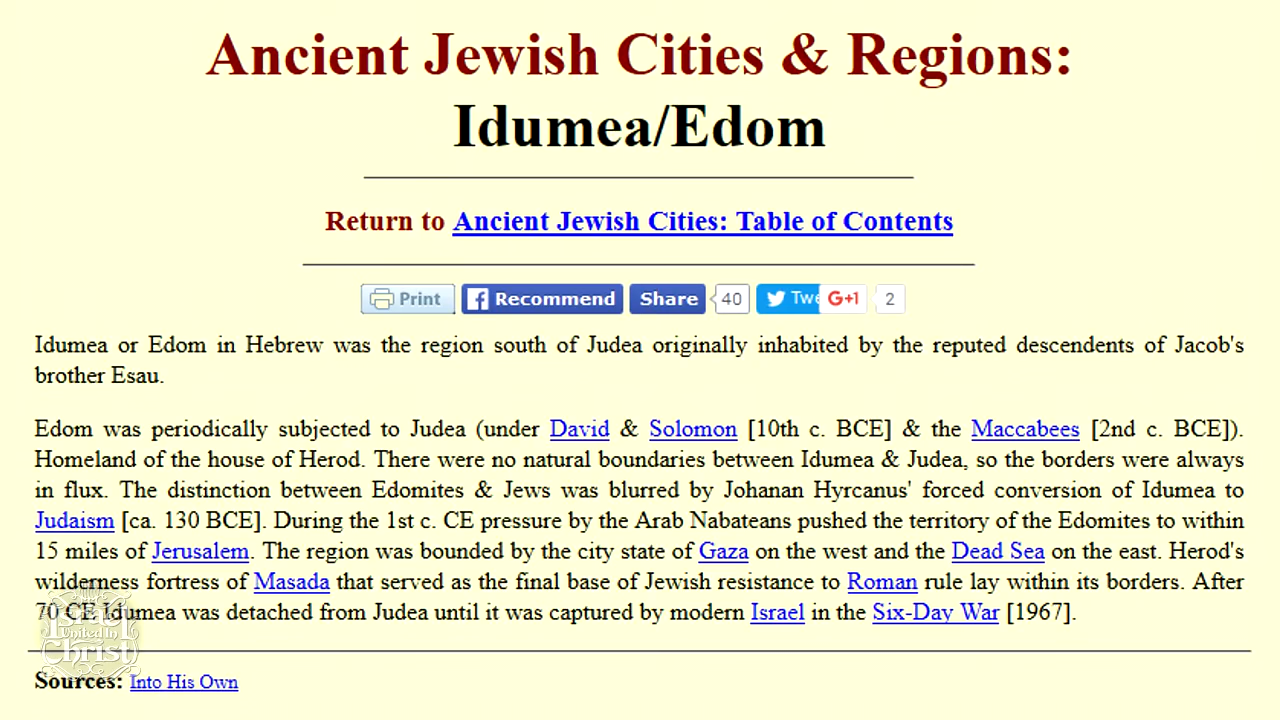 Ancient Jewish Cities & Regions:
Idumea/Edom
Return to Ancient Jewish Cities: Table of Contents
Print Recommend Share 40 Twe G+1 2
Idumea or Edom in Hebrew was the region south of Judea originally inhabited by the reputed descendents of Jacob's
brother Esau.
Edom was periodically subjected to Judea (under David & Solomon [10th c. BCE] & the Maccabees [2nd c. BCE]).
Homeland of the house of Herod. There were no natural boundaries between Idumea & Judea, so the borders were always
in flux. The distinction between Edomites & Jews was blurred by Johanan Hyrcanus' forced conversion of Idumea to
Judaism [ca. 130 BCE]. During the 1st c. CE pressure by the Arab Nabateans pushed the territory of the Edomites to within
15 miles of Jerusalem. The region was bounded by the city state of Gaza on the west and the Dead Sea on the east. Herod's
wilderness fortress of Masada that served as the final base of Jewish resistance to Roman rule lay within its borders. After
70 CE Idumea was detached from Judea until it was captured by modern Israel in the Six-Day War [1967].
Israel
United In
Christ
Sources: Into His Own